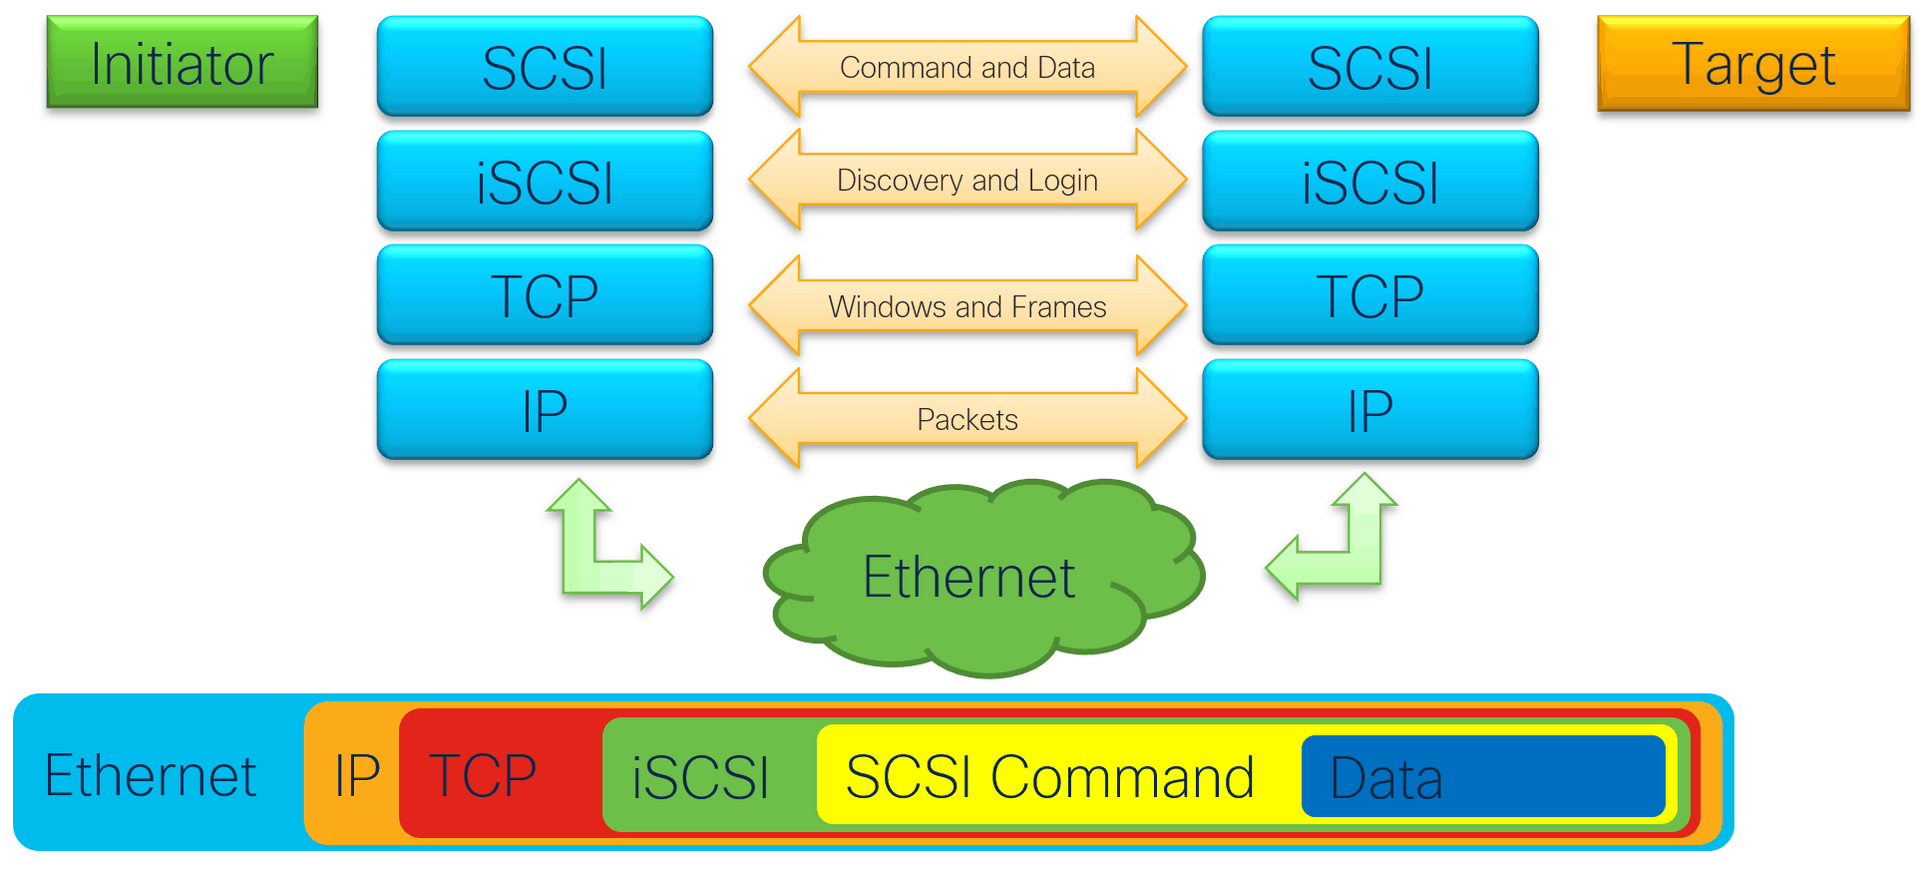 Initiator
SCSI
Command and Data
SCSI
Target
iSCSI
Discovery and Login
iSCSI
TCP
Windows and Frames
TCP
IP
Packets
IP
Ethernet
Ethernet
IP
TCP
iSCSI
SCSI Command
Data